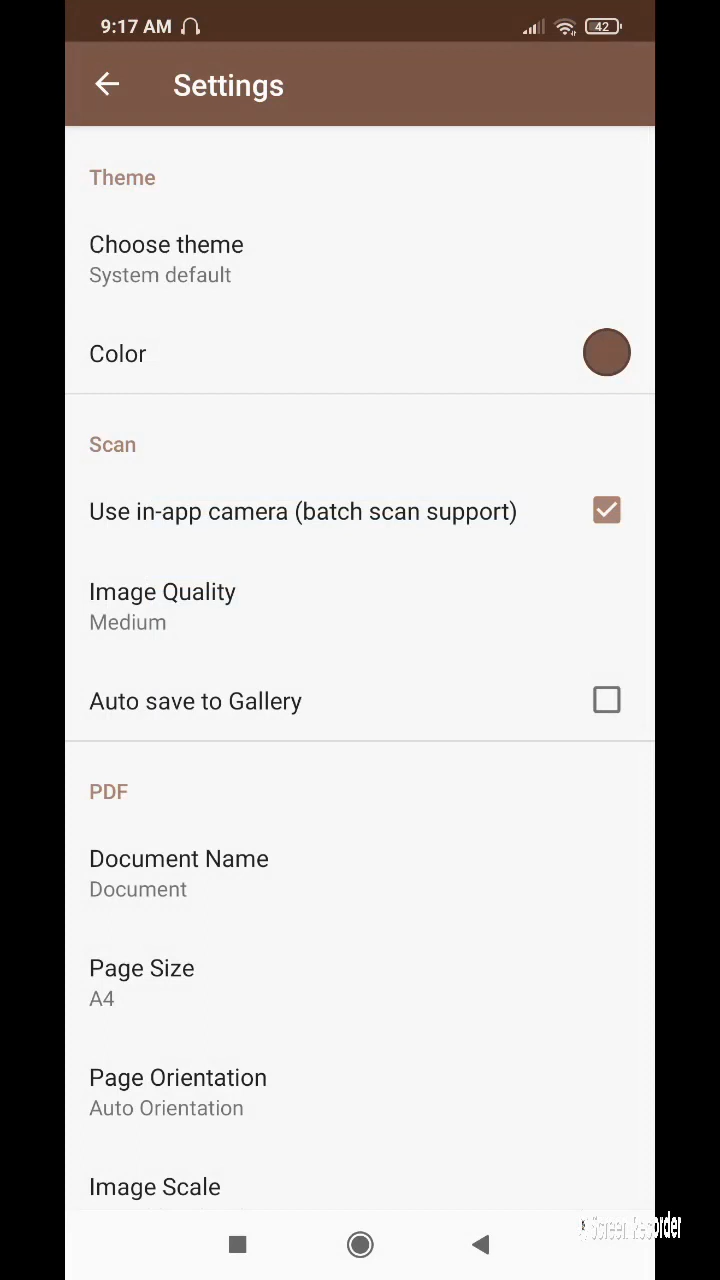 9:17 AM
42
Settings
Theme
Choose theme
System default
Color
Scan
Use in-app camera (batch scan support)
Image Quality
Medium
Auto save to Gallery
PDF
Document Name
Document
Page Size
A4
Page Orientation
Auto Orientation
Image Scale
Screen Recorder